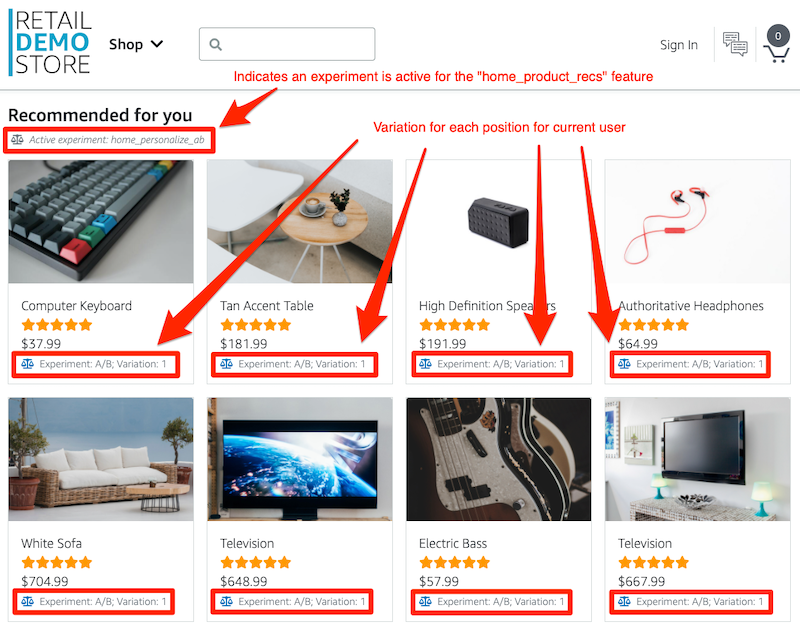 RETAIL
DEMO
STORE
Shop
Sign In
0
Indicates an experiment is active for the "home_product_recs" feature
Recommended for you
Variation for each position for current user
Active experiment: home_personalize_ab
Computer Keyboard
$37.99
Experiment: A/B; Variation: 1
Tan Accent Table
$181.99
Experiment: A/B; Variation: 1
High Definition Speakers
$191.99
Experiment: A/B; Variation: 1
Authoritative Headphones
$64.99
Experiment: A/B; Variation: 1
White Sofa
$704.99
Experiment: A/B; Variation: 1
Television
$648.99
Experiment: A/B; Variation: 1
Electric Bass
$57.99
Experiment: A/B; Variation: 1
Television
$667.99
Experiment: A/B; Variation: 1